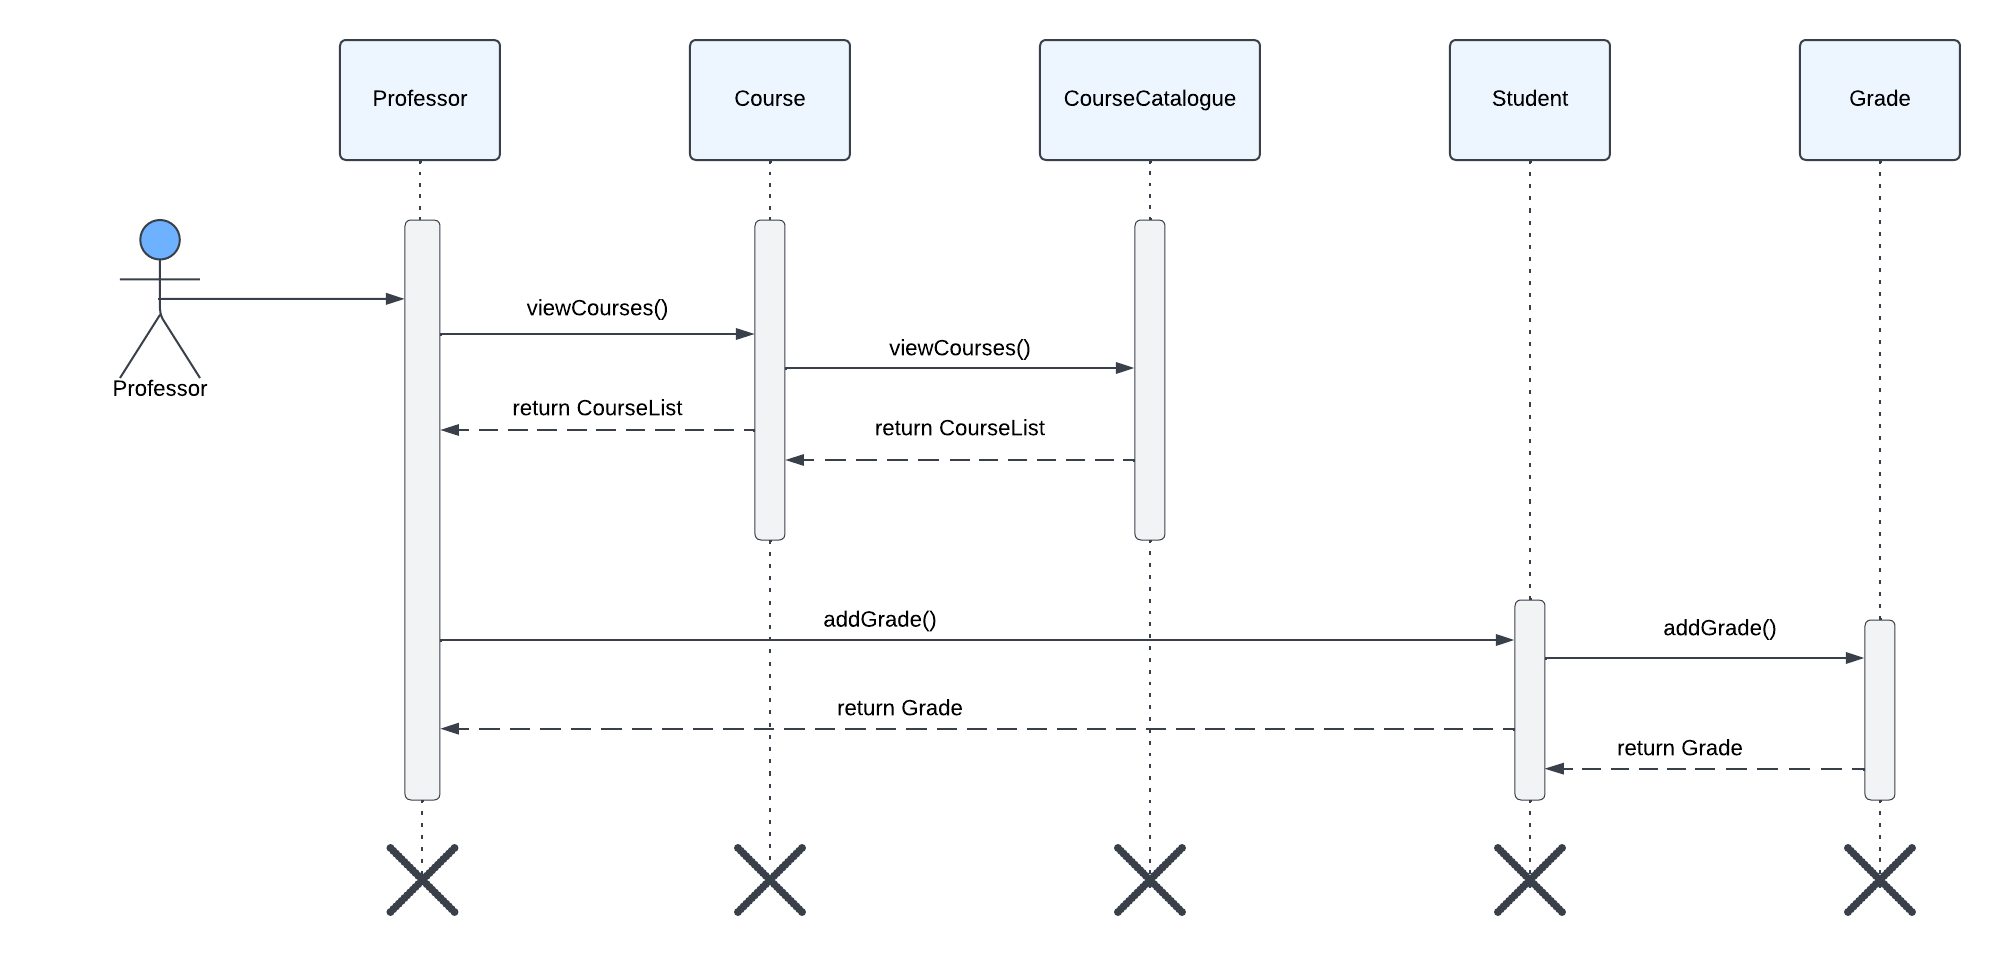 Professor
Course
CourseCatalogue
Student
Grade
viewCourses()
viewCourses()
Professor
return CourseList
return CourseList
addGrade()
addGrade()
return Grade
return Grade